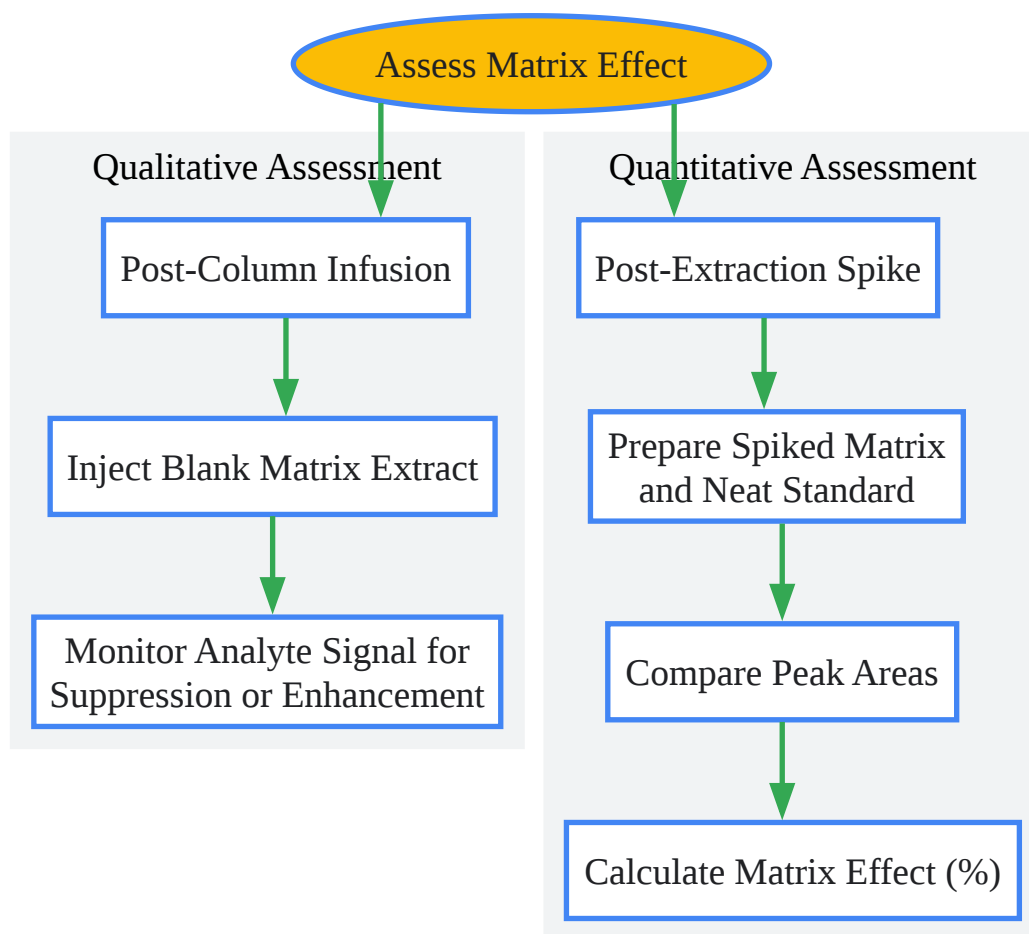 Assess Matrix Effect
Qualitative Assessment
Post-Column Infusion
Inject Blank Matrix Extract
Monitor Analyte Signal for
Suppression or Enhancement
Quantitative Assessment
Post-Extraction Spike
Prepare Spiked Matrix
and Neat Standard
Compare Peak Areas
Calculate Matrix Effect (%)